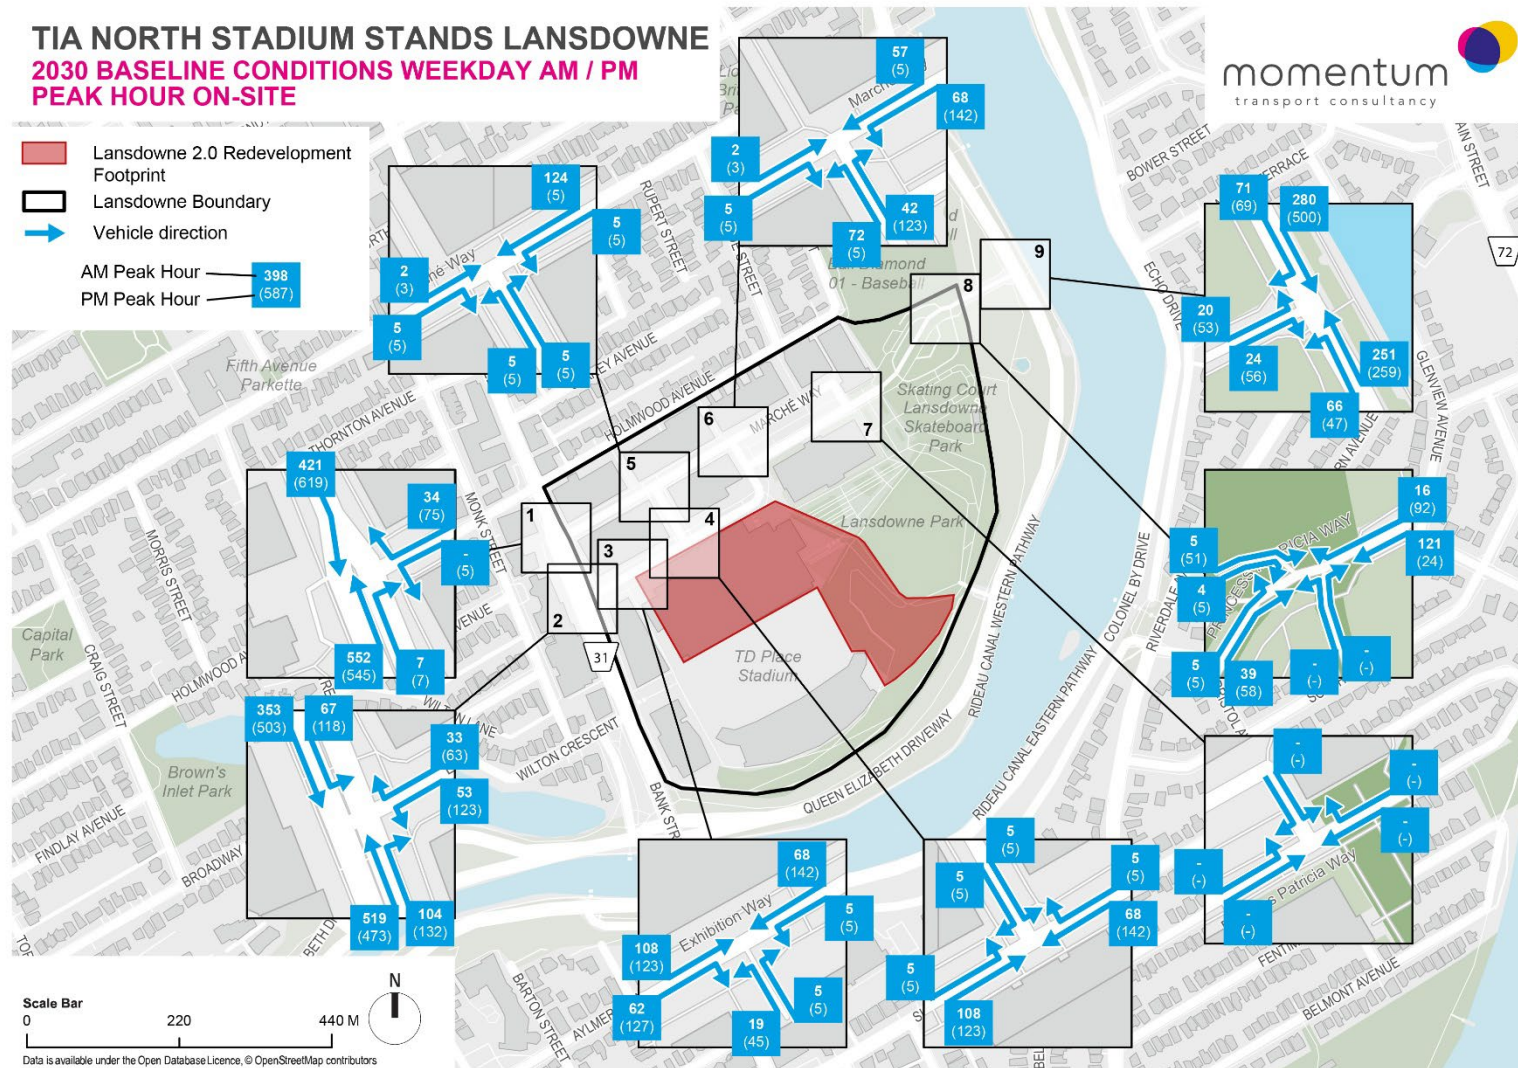 TIA NORTH STADIUM STANDS LANSDOWNE
2030 BASELINE CONDITIONS WEEKDAY AM / PM
PEAK HOUR ON-SITE
momentum
transport consultancy
Lansdowne 2.0 Redevelopment
Footprint
Lansdowne Boundary
Vehicle direction
AM Peak Hour
PM Peak Hour
398
(587)
124
(5)
5
(5)
2
(3)
5
(5)
5
(5)
5
(5)
57
(5)
68
(142)
2
(3)
5
(5)
72
(5)
42
(123)
71
(69)
280
(500)
20
(53)
24
(56)
251
(259)
66
(47)
421
(619)
34
(75)
-
(5)
552
(545)
7
(7)
353
(503)
67
(118)
33
(63)
53
(123)
519
(473)
104
(132)
16
(92)
121
(24)
5
(51)
4
(5)
5
(5)
39
(58)
-
(-)
-
(-)
-
(-)
-
(-)
-
(-)
-
(-)
-
(-)
68
(142)
5
(5)
108
(123)
62
(127)
19
(45)
5
(5)
5
(5)
5
(5)
5
(5)
68
(142)
5
(5)
108
(123)
1
2
3
4
5
6
7
8
9
31
72
RUPERT STREET
BOWER STREET
ECHO DRIVE
GLENVIEW AVENUE
Fifth Avenue
Parkette
THORNTON AVENUE
HOLMWOOD AVENUE
MARCHÉ WAY
01 - Baseball
Skating Court
Lansdowne
Skateboard
Park
Lansdowne Park
TD Place
Stadium
MONK STREET
MORRIS STREET
CRAIG STREET
Capital
Park
Brown's
Inlet Park
FINDLAY AVENUE
BROADWAY
WILTON LANE
WILTON CRESCENT
BANK STR
QUEEN ELIZABETH DRIVEWAY
RIDEAU CANAL WESTERN PATHWAY
RIDEAU CANAL EASTERN PATHWAY
COLONEL BY DRIVE
Exhibition Way
Patricia Way
BARTON STREET
AYLMER
BELMONT AVENUE
Scale Bar
0
220
440 M
N
Data is available under the Open Database Licence, © OpenStreetMap contributors